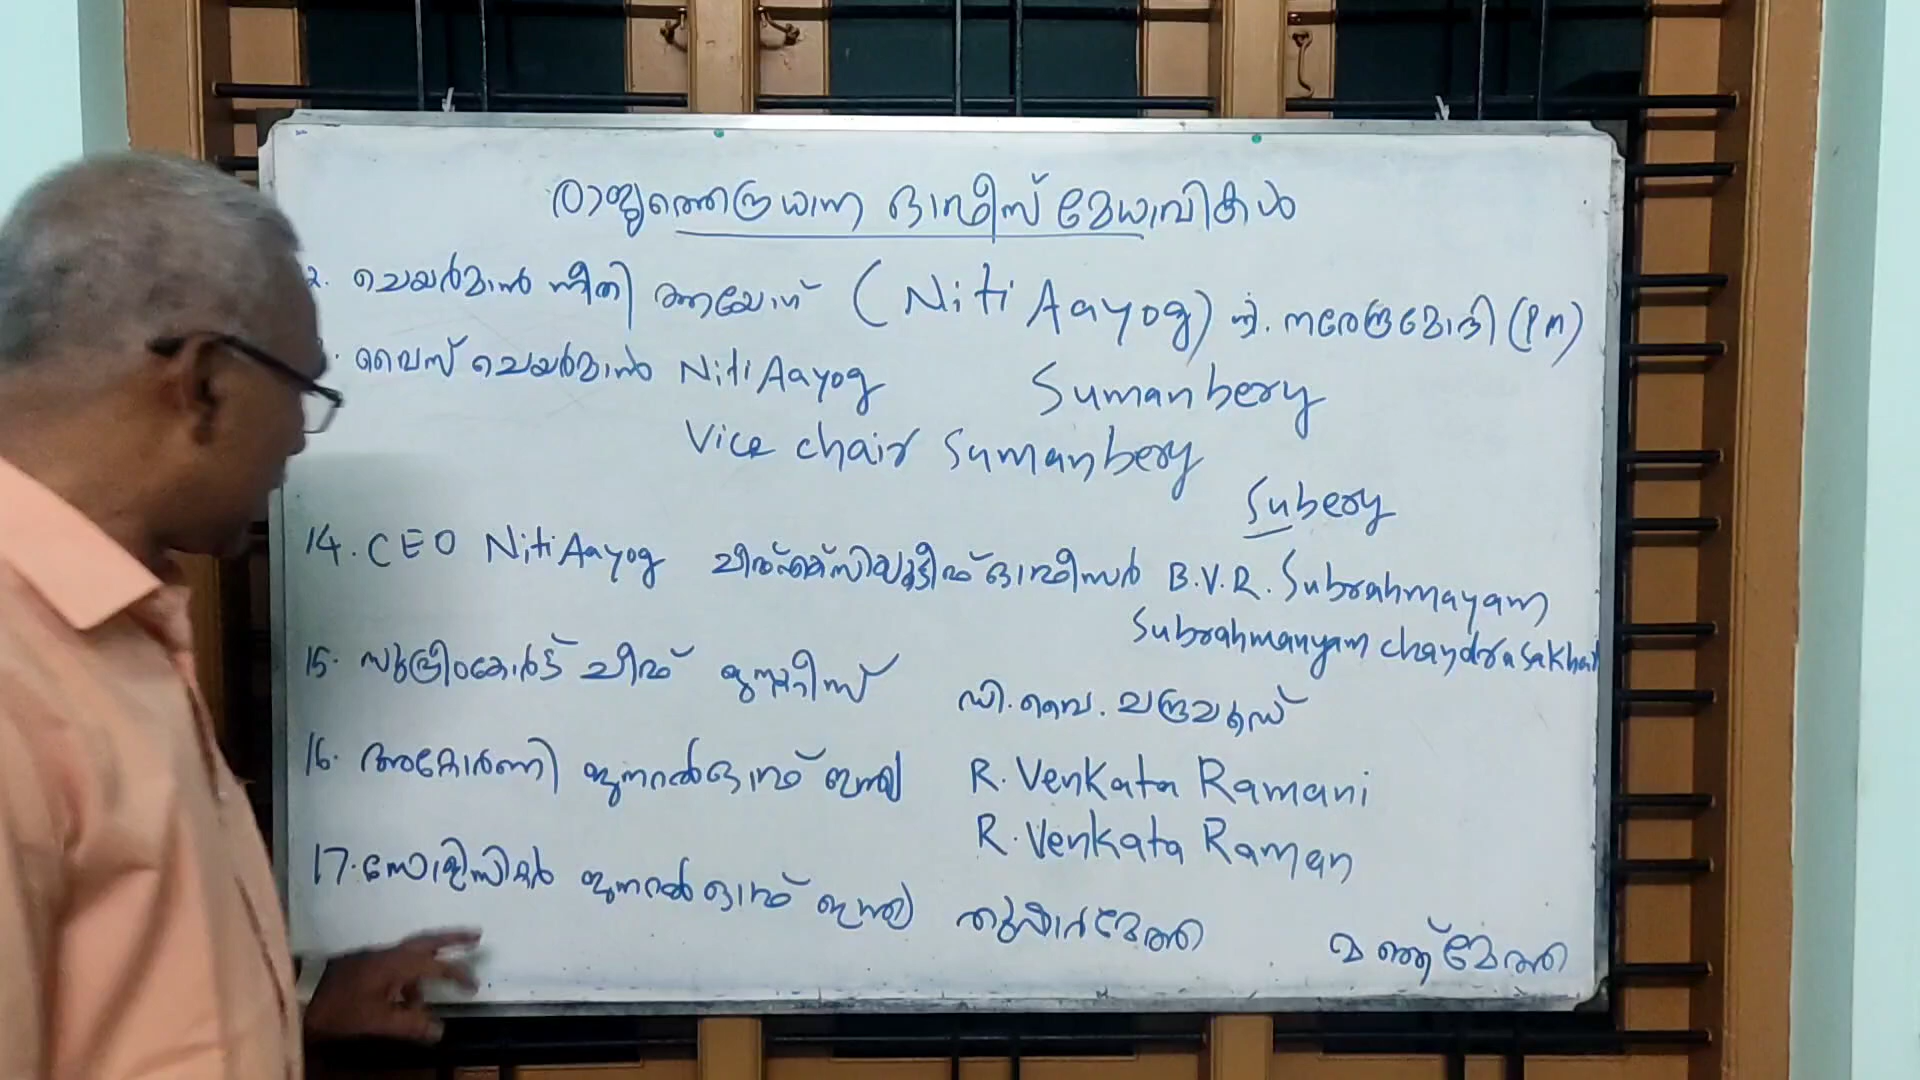 രാജ്യത്തെ പ്രധാന ഓഫീസ് മേധാവികൾ
2. ചെയർമാൻ നീതി ആയോഗ് (Niti Aayog) ശ്രീ. നരേന്ദ്രമോദി (PM)
. വൈസ് ചെയർമാൻ Niti Aayog Sumanbery
Vice chair Sumanbery
Subery
14. CEO Niti Aayog ചീഫ് എക്സിക്യൂട്ടീവ് ഓഫീസർ B.V.R. Subrahmayam
Subrahmanyam chandrasakhar
15. സുപ്രീംകോർട്ട് ചീഫ് ജസ്റ്റീസ് ഡി. വൈ. ചന്ദ്രചൂഡ്
16. അറ്റോർണി ജനറൽ ഓഫ് ഇന്ത്യ R. Venkata Ramani
R. Venkata Raman
17. സോളിസിറ്റർ ജനറൽ ഓഫ് ഇന്ത്യ തുഷാർ മേത്ത മഞ്ഞ് മേത്ത